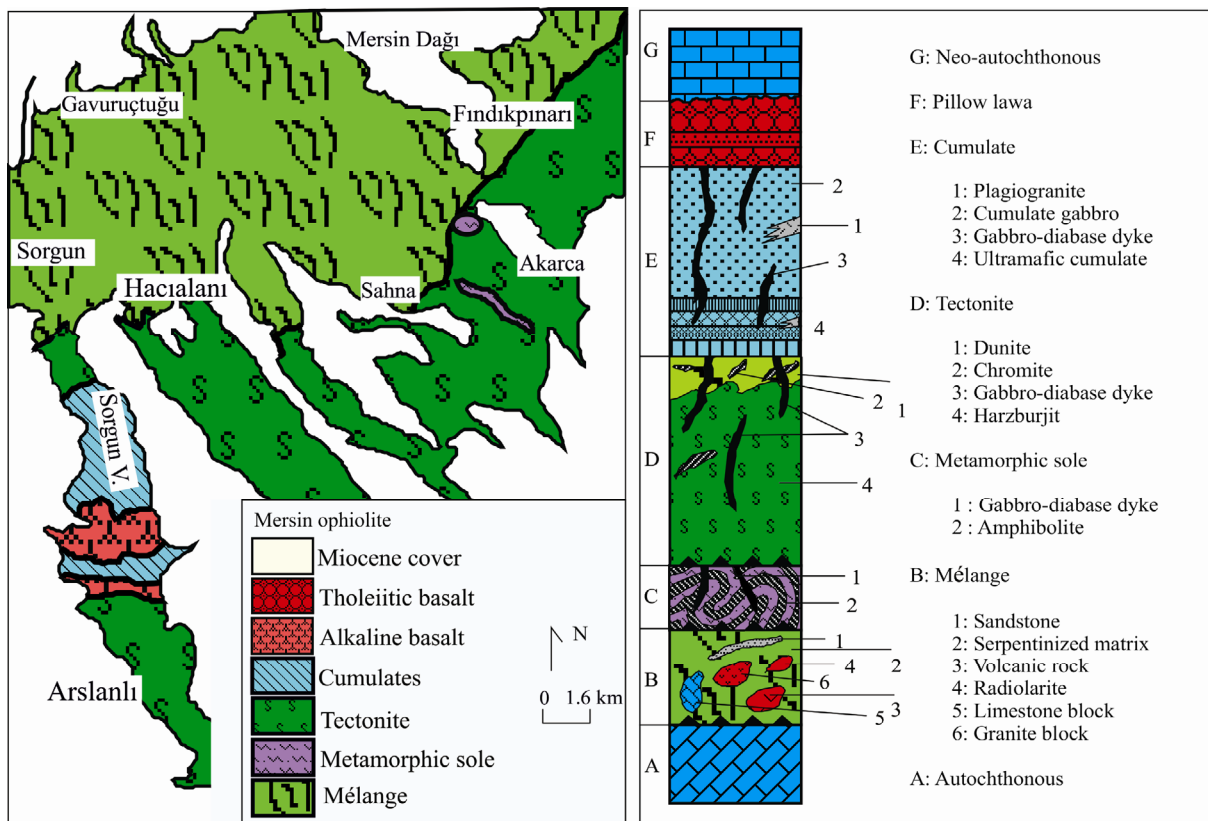 Mersin Dağı
Gavuruçtuğu
Fındıkpınarı
Sorgun
Hacıalanı
Sahna
Akarca
Sorgun V.
Arslanlı
Mersin ophiolite
Miocene cover
Tholeiitic basalt
Alkaline basalt
Cumulates
Tectonite
Metamorphic sole
Mélange
N
0 1.6 km
G
F
E
D
C
B
A
2
1
3
4
2 1
3
4
1
2
1
4 2
6
3
5
G: Neo-autochthonous
F: Pillow lawa
E: Cumulate
1: Plagiogranite
2: Cumulate gabbro
3: Gabbro-diabase dyke
4: Ultramafic cumulate
D: Tectonite
1: Dunite
2: Chromite
3: Gabbro-diabase dyke
4: Harzburjit
C: Metamorphic sole
1 : Gabbro-diabase dyke
2 : Amphibolite
B: Mélange
1: Sandstone
2: Serpentinized matrix
3: Volcanic rock
4: Radiolarite
5: Limestone block
6: Granite block
A: Autochthonous